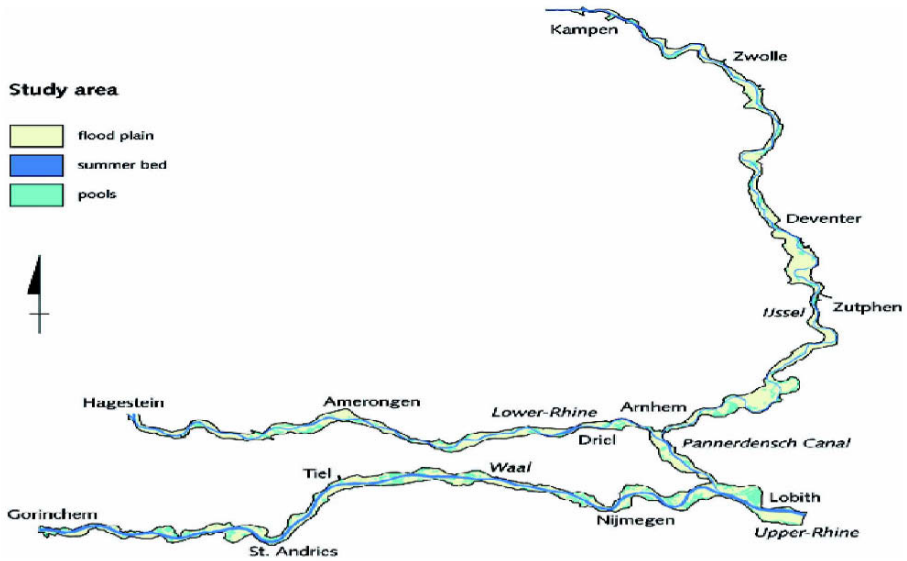 Kampen
Zwolle
Study area
flood plain
summer bed
pools
Deventer
IJssel
Zutphen
Hagestein
Amerongen
Lower-Rhine
Arnhem
Driel
Pannerdensch Canal
Tiel
Waal
Lobith
Gorinchem
Nijmegen
St. Andries
Upper-Rhine